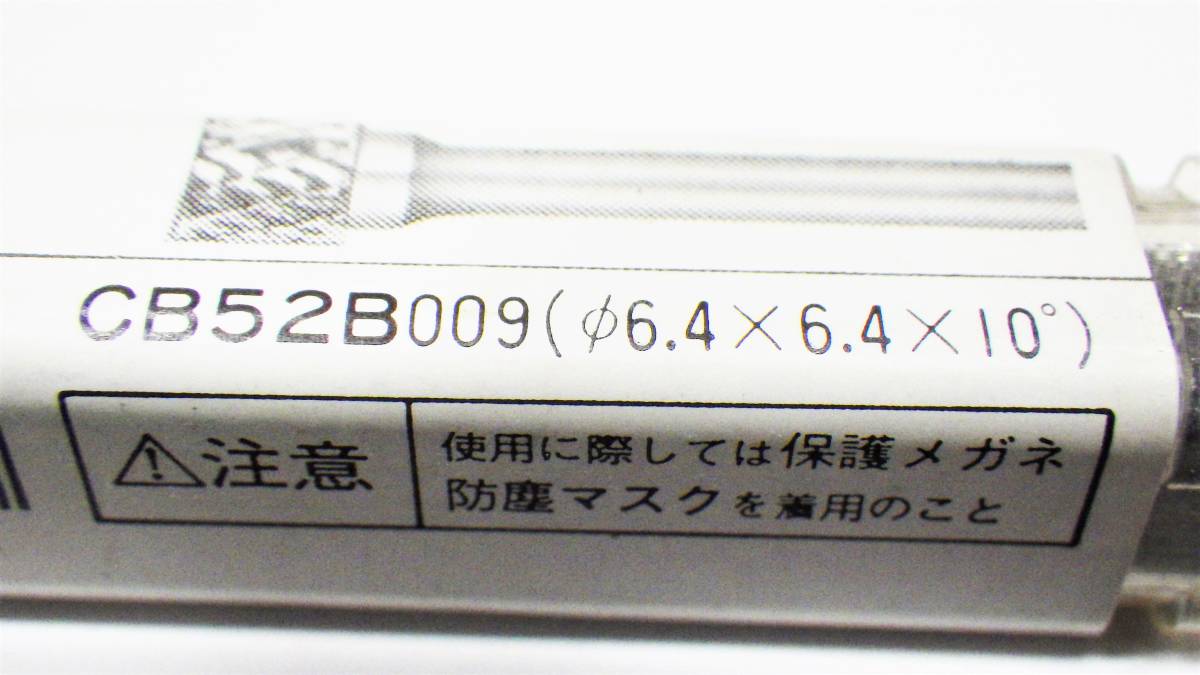 CB52B009(φ6.4×6.4×10°)
注意
使用に際しては保護メガネ
防塵マスクを着用のこと